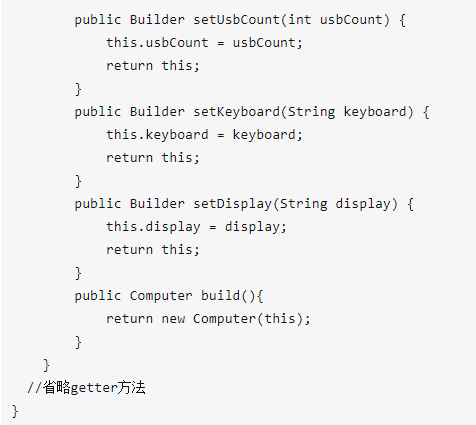 public Builder setUsbCount(int usbCount) {
            this.usbCount = usbCount;
            return this;
        }
        public Builder setKeyboard(String keyboard) {
            this.keyboard = keyboard;
            return this;
        }
        public Builder setDisplay(String display) {
            this.display = display;
            return this;
        }
        public Computer build(){
            return new Computer(this);
        }
    }
  //省略getter方法
}